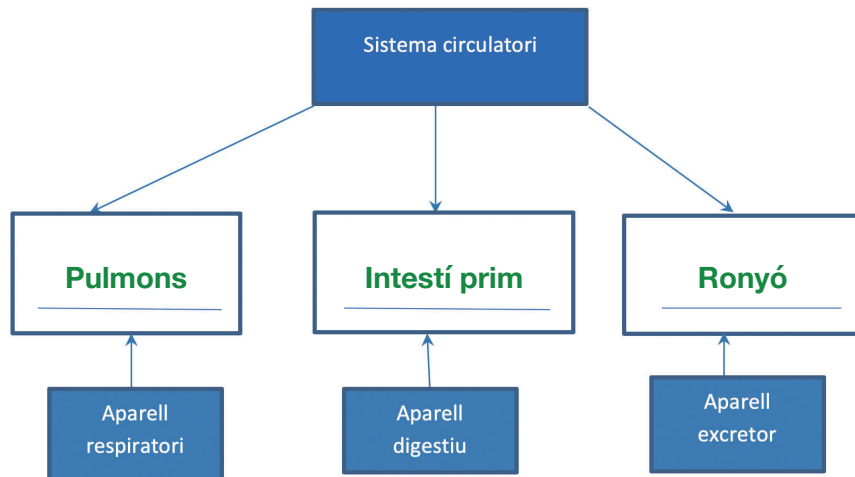 Sistema circulatori
Pulmons
Intestí prim
Ronyó
Aparell
respiratori
Aparell
digestiu
Aparell
excretor